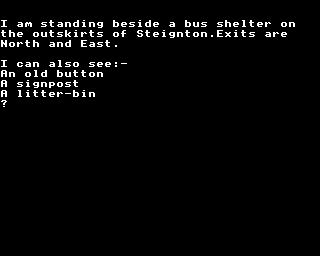 I am standing beside a bus shelter on
the outskirts of Steignton.Exits are
North and East.
I can also see:-
An old button
A signpost
A litter-bin
?